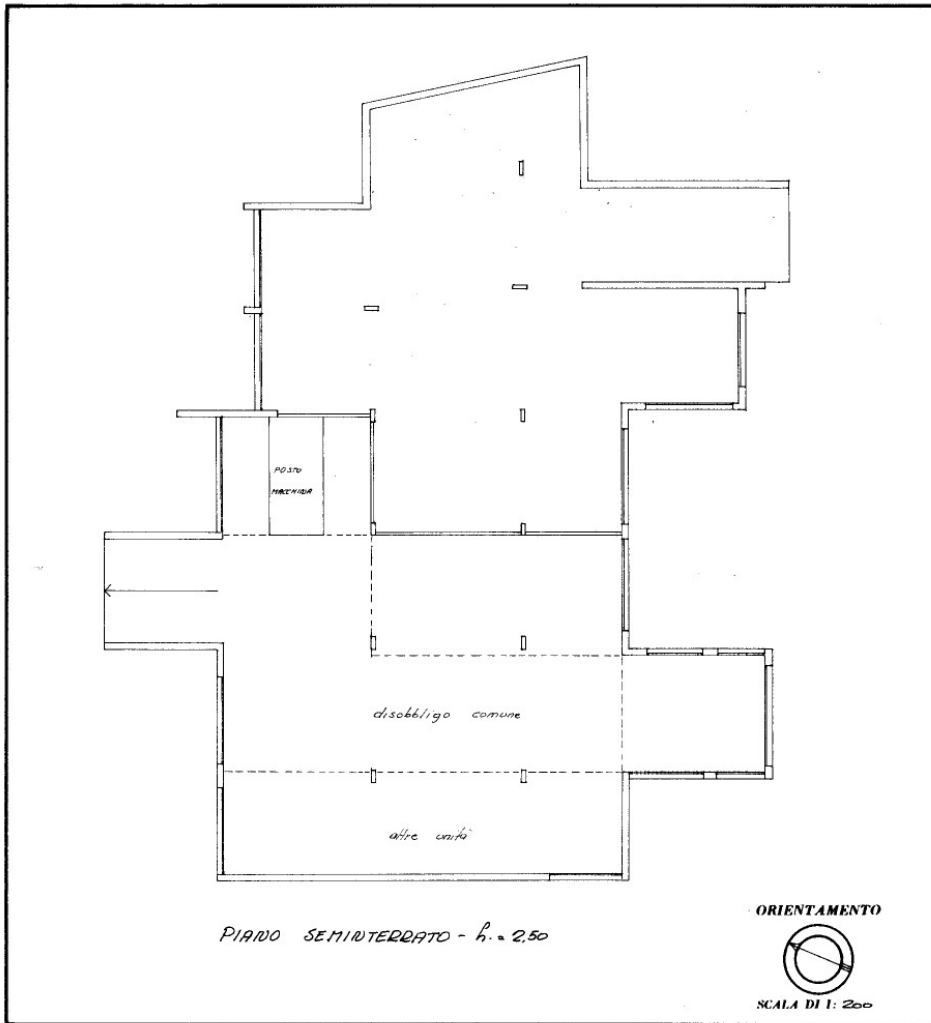 POSTO
MACCHINA
disobbligo comune
altre unità
PIANO SEMINTERRATO - h. = 2,50
ORIENTAMENTO
SCALA DI 1: 200